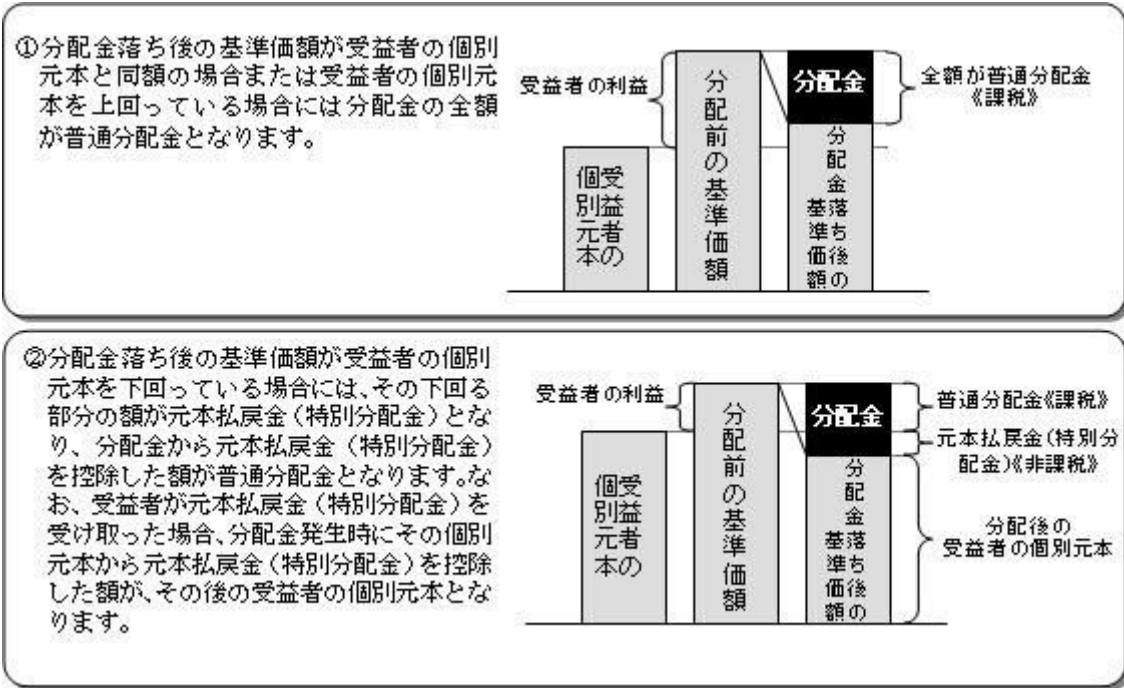 ①分配金落ち後の基準価額が受益者の個別
元本と同額の場合または受益者の個別元
本を上回っている場合には分配金の全額
が普通分配金となります。
受益者の利益
分配前の基準価額
分配金
全額が普通分配金
《課税》
受益者の
個別元本
分配金落ち後の
基準価額
②分配金落ち後の基準価額が受益者の個別
元本を下回っている場合には、その下回る
部分の額が元本払戻金（特別分配金）とな
り、分配金から元本払戻金（特別分配金）
を控除した額が普通分配金となります。な
お、受益者が元本払戻金（特別分配金）を
受け取った場合、分配金発生時にその個別
元本から元本払戻金（特別分配金）を控除
した額が、その後の受益者の個別元本とな
ります。
受益者の利益
分配前の基準価額
分配金
普通分配金《課税》
元本払戻金（特別分
配金）《非課税》
受益者の
個別元本
分配金落ち後の
基準価額
分配後の
受益者の個別元本